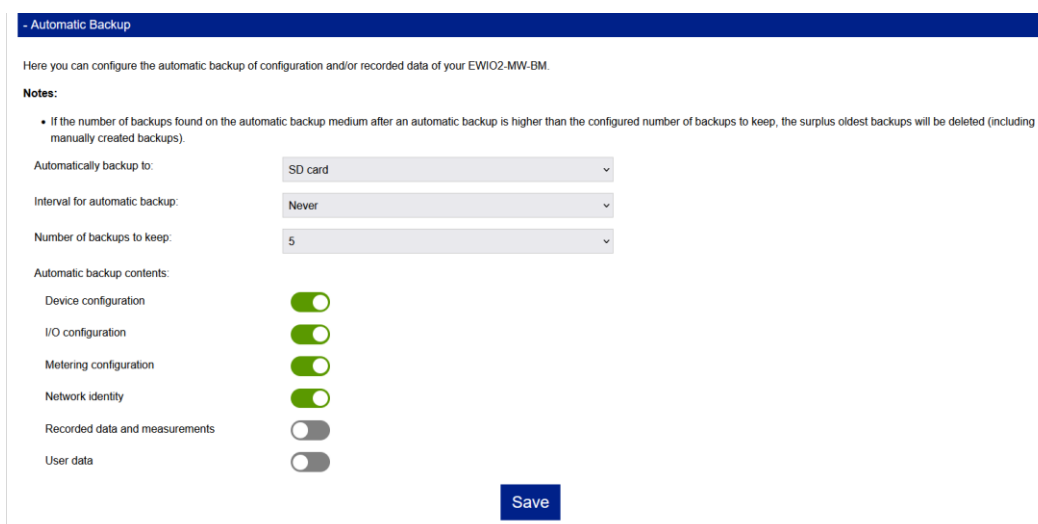 - Automatic Backup
Here you can configure the automatic backup of configuration and/or recorded data of your EWIO2-MW-BM.
Notes:
• If the number of backups found on the automatic backup medium after an automatic backup is higher than the configured number of backups to keep, the surplus oldest backups will be deleted (including
manually created backups).
Automatically backup to:
SD card
Interval for automatic backup:
Never
Number of backups to keep:
5
Automatic backup contents:
Device configuration
I/O configuration
Metering configuration
Network identity
Recorded data and measurements
User data
Save